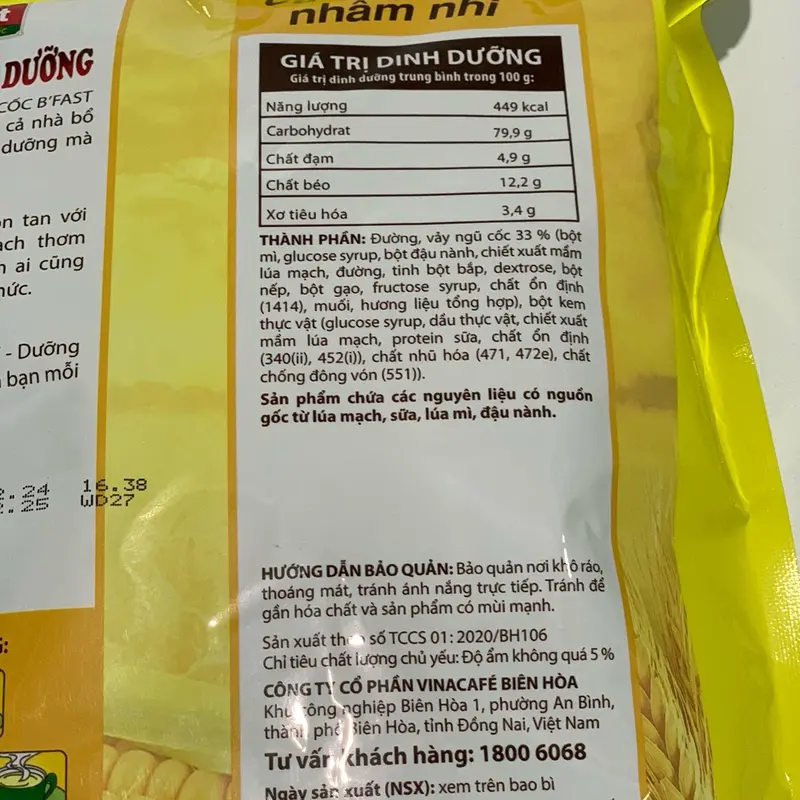 nhâm nhi
GIÁ TRỊ DINH DƯỠNG
Giá trị dinh dưỡng trung bình trong 100 g:
Năng lượng 449 kcal
Carbohydrat 79,9 g
Chất đạm 4,9 g
Chất béo 12,2 g
Xơ tiêu hóa 3,4 g
THÀNH PHẦN: Đường, vảy ngũ cốc 33 % (bột
mì, glucose syrup, bột đậu nành, chiết xuất mầm
lúa mạch, đường, tinh bột bắp, dextrose, bột
nếp, bột gạo, fructose syrup, chất ổn định
(1414), muối, hương liệu tổng hợp), bột kem
thực vật (glucose syrup, dầu thực vật, chiết xuất
mầm lúa mạch, protein sữa, chất ổn định
(340(ii), 452(i)), chất nhũ hóa (471, 472e), chất
chống đông vón (551)).
Sản phẩm chứa các nguyên liệu có nguồn
gốc từ lúa mạch, sữa, lúa mì, đậu nành.
HƯỚNG DẪN BẢO QUẢN: Bảo quản nơi khô ráo,
thoáng mát, tránh ánh nắng trực tiếp. Tránh để
gần hóa chất và sản phẩm có mùi mạnh.
Sản xuất theo số TCCS 01: 2020/BH106
Chỉ tiêu chất lượng chủ yếu: Độ ẩm không quá 5 %
CÔNG TY CỔ PHẦN VINACAFÉ BIÊN HÒA
Khu công nghiệp Biên Hòa 1, phường An Bình,
thành phố Biên Hòa, tỉnh Đồng Nai, Việt Nam
Tư vấn khách hàng: 1800 6068
Ngày sản xuất (NSX): xem trên bao bì
DƯỠNG
CỐC B'FAST
cả nhà bổ
dưỡng mà
tan với
thơm
ai cũng
- Dưỡng
bạn mỗi
.24 16.38
.25 WD27